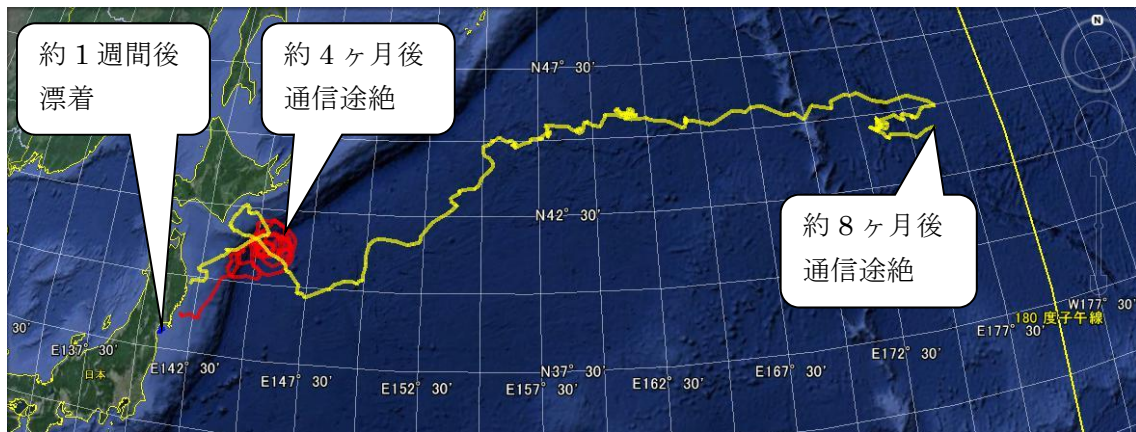 約1週間後
漂着
約4ヶ月後
通信途絶
N
N47° 30'
N42° 30'
約8ヶ月後
通信途絶
W177° 30'
180 度子午線
30'
E177° 30'
E137° 30'
E172° 30'
日本
E142° 30'
N37° 30'
E167° 30'
E147° 30'
E152° 30'
E157° 30'
E162° 30'